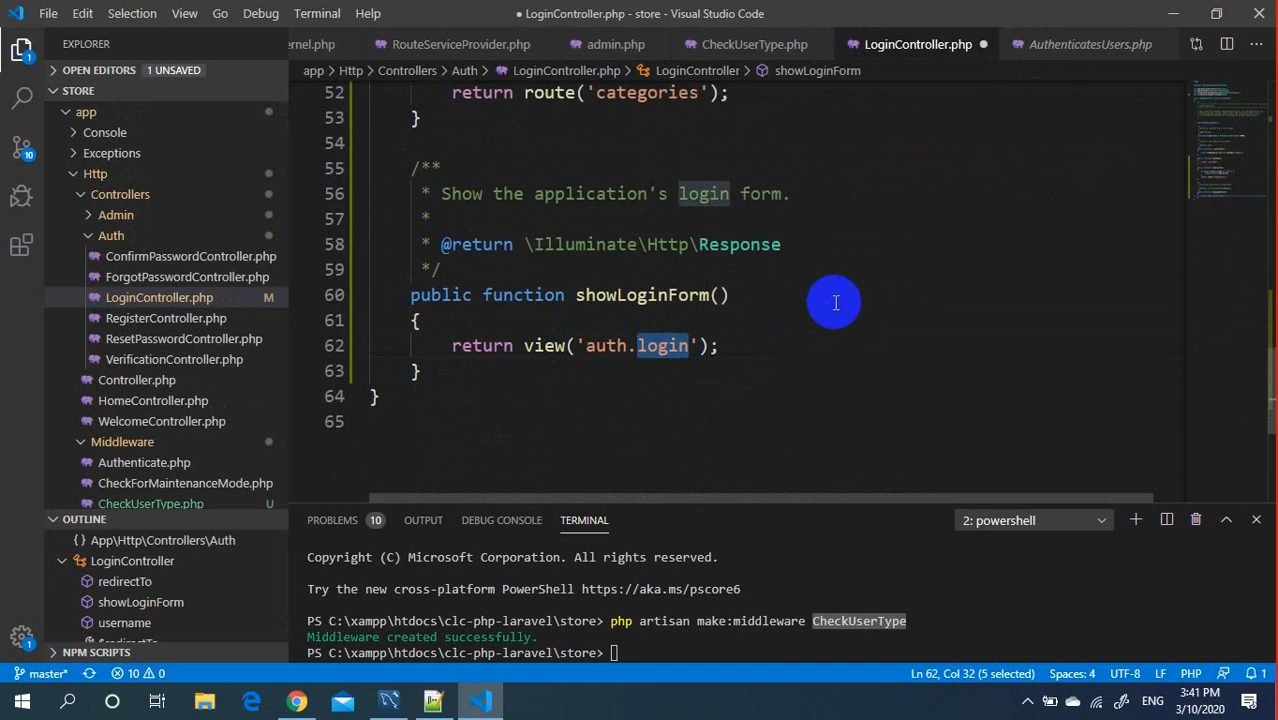 File Edit Selection View Go Debug Terminal Help
● LoginController.php - store - Visual Studio Code
EXPLORER
ernel.php RouteServiceProvider.php admin.php CheckUserType.php LoginController.php AuthenticatesUsers.php
OPEN EDITORS 1 UNSAVED
app > Http > Controllers > Auth > LoginController.php > LoginController > showLoginForm
STORE
app
Console
Exceptions
Http
Controllers
Admin
Auth
ConfirmPasswordController.php
ForgotPasswordController.php
LoginController.php M
RegisterController.php
ResetPasswordController.php
VerificationController.php
Controller.php
HomeController.php
WelcomeController.php
Middleware
Authenticate.php
CheckForMaintenanceMode.php
CheckUserType.php U
OUTLINE
App\Http\Controllers\Auth
LoginController
redirectTo
showLoginForm
username
$redirectTo
NPM SCRIPTS
52 return route('categories');
53 }
54
55 /**
56 * Show the application's login form.
57 *
58 * @return \Illuminate\Http\Response
59 */
60 public function showLoginForm()
61 {
62 return view('auth.login');
63 }
64 }
65
PROBLEMS 10 OUTPUT DEBUG CONSOLE TERMINAL 2: powershell
Copyright (C) Microsoft Corporation. All rights reserved.
Try the new cross-platform PowerShell https://aka.ms/pscore6
PS C:\xampp\htdocs\clc-php-laravel\store> php artisan make:middleware CheckUserType
Middleware created successfully.
PS C:\xampp\htdocs\clc-php-laravel\store>
master* 10 0 Ln 62, Col 32 (5 selected) Spaces: 4 UTF-8 LF PHP 1
ENG 3:41 PM
3/10/2020